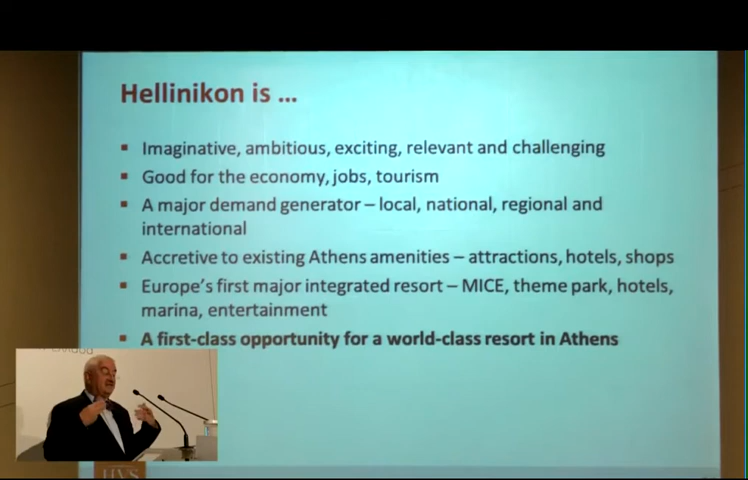 Hellinikon is ...
▪ Imaginative, ambitious, exciting, relevant and challenging
▪ Good for the economy, jobs, tourism
▪ A major demand generator – local, national, regional and
international
▪ Accretive to existing Athens amenities – attractions, hotels, shops
▪ Europe's first major integrated resort – MICE, theme park, hotels,
marina, entertainment
▪ A first-class opportunity for a world-class resort in Athens
HVS